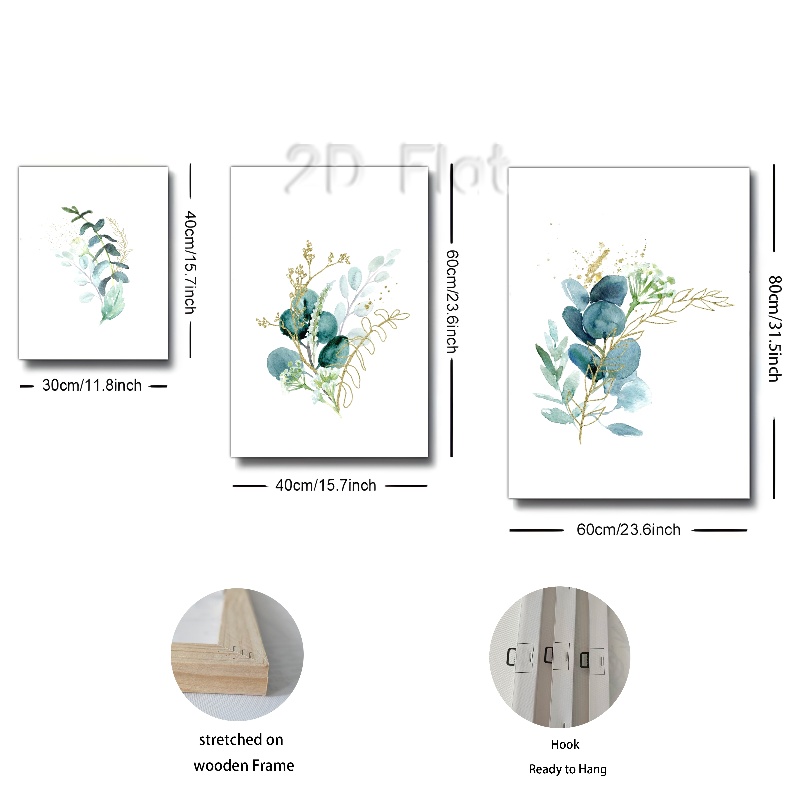 2D Flat
40cm/15.7inch
30cm/11.8inch
60cm/23.6inch
40cm/15.7inch
80cm/31.5inch
60cm/23.6inch
stretched on
wooden Frame
Hook
Ready to Hang